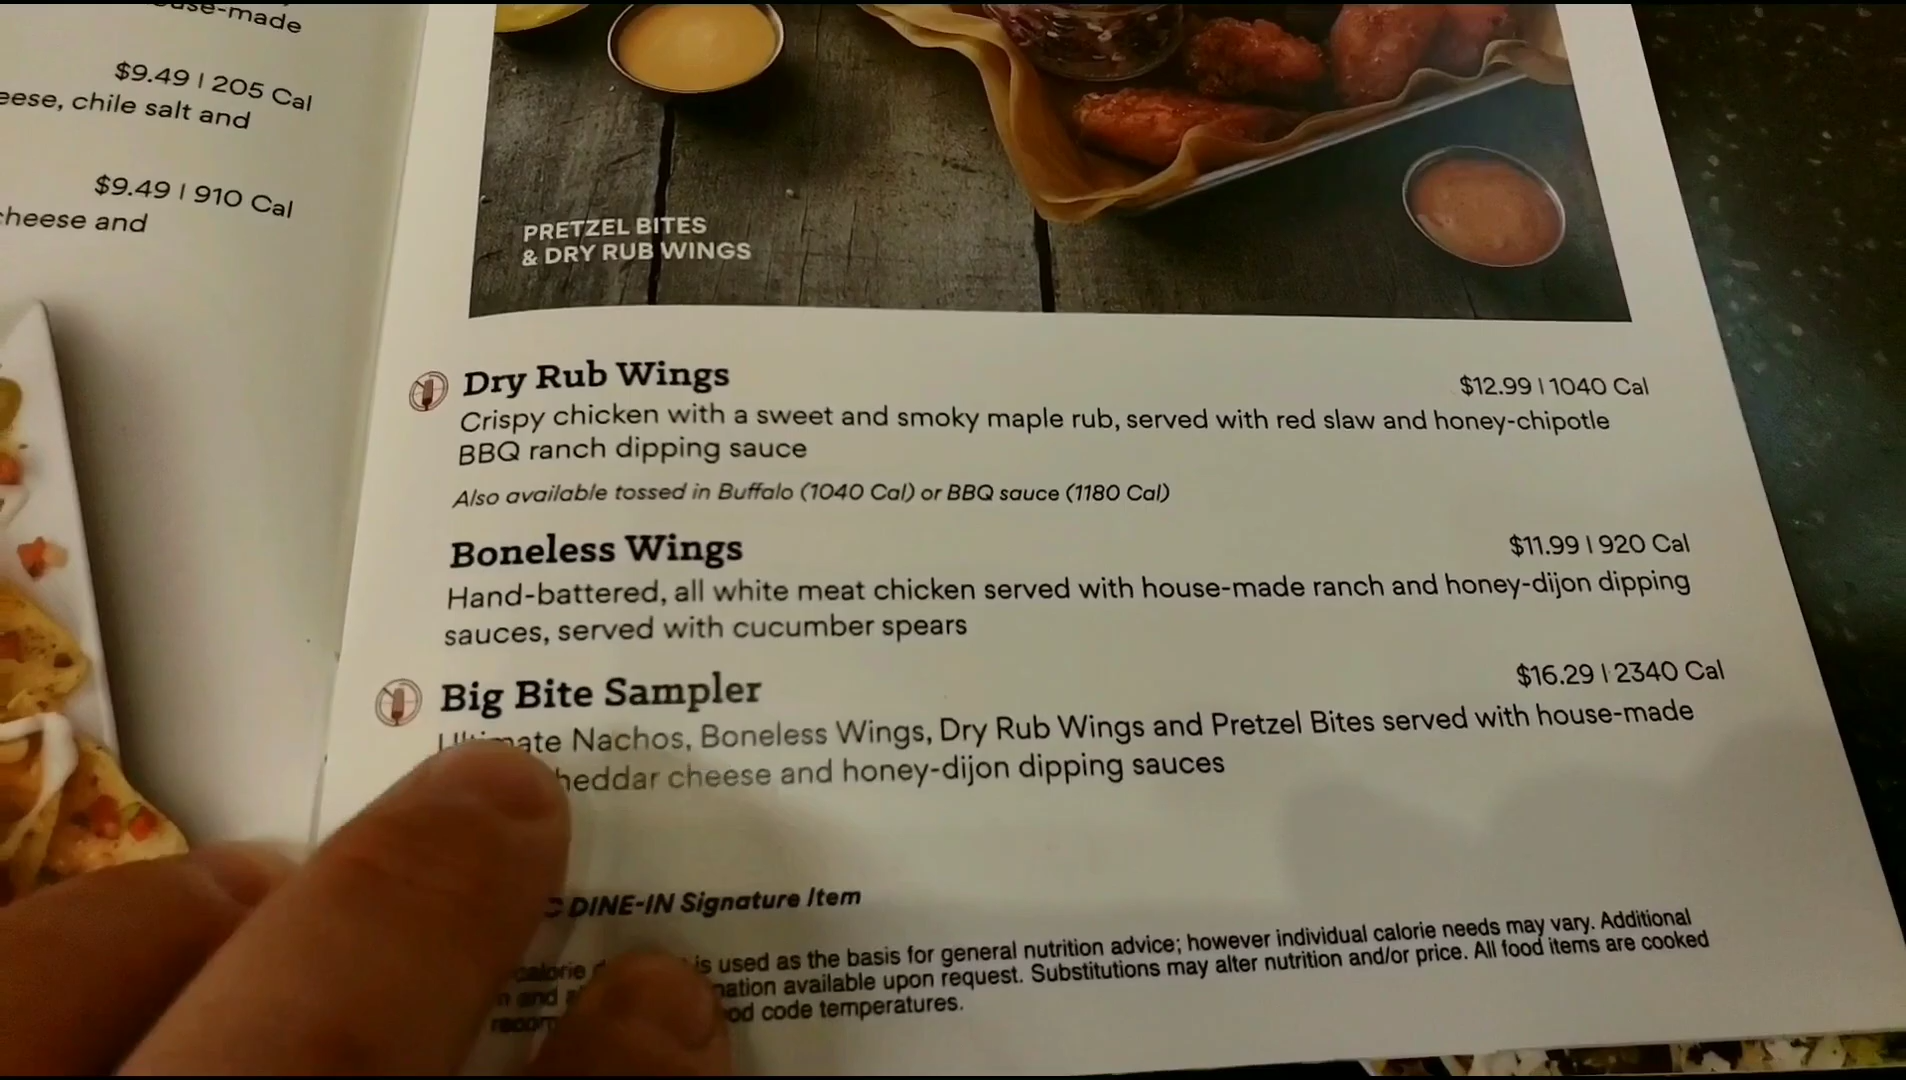 house-made
$9.49 | 205 Cal
cheese, chile salt and
$9.49 | 910 Cal
cheese and
PRETZEL BITES
& DRY RUB WINGS
Dry Rub Wings
$12.99 | 1040 Cal
Crispy chicken with a sweet and smoky maple rub, served with red slaw and honey-chipotle
BBQ ranch dipping sauce
Also available tossed in Buffalo (1040 Cal) or BBQ sauce (1180 Cal)
Boneless Wings
$11.99 | 920 Cal
Hand-battered, all white meat chicken served with house-made ranch and honey-dijon dipping
sauces, served with cucumber spears
Big Bite Sampler
$16.29 | 2340 Cal
Ultimate Nachos, Boneless Wings, Dry Rub Wings and Pretzel Bites served with house-made
cheddar cheese and honey-dijon dipping sauces
DINE-IN Signature Item
calorie is used as the basis for general nutrition advice; however individual calorie needs may vary. Additional
and available upon request. Substitutions may alter nutrition and/or price. All food items are cooked
code temperatures.